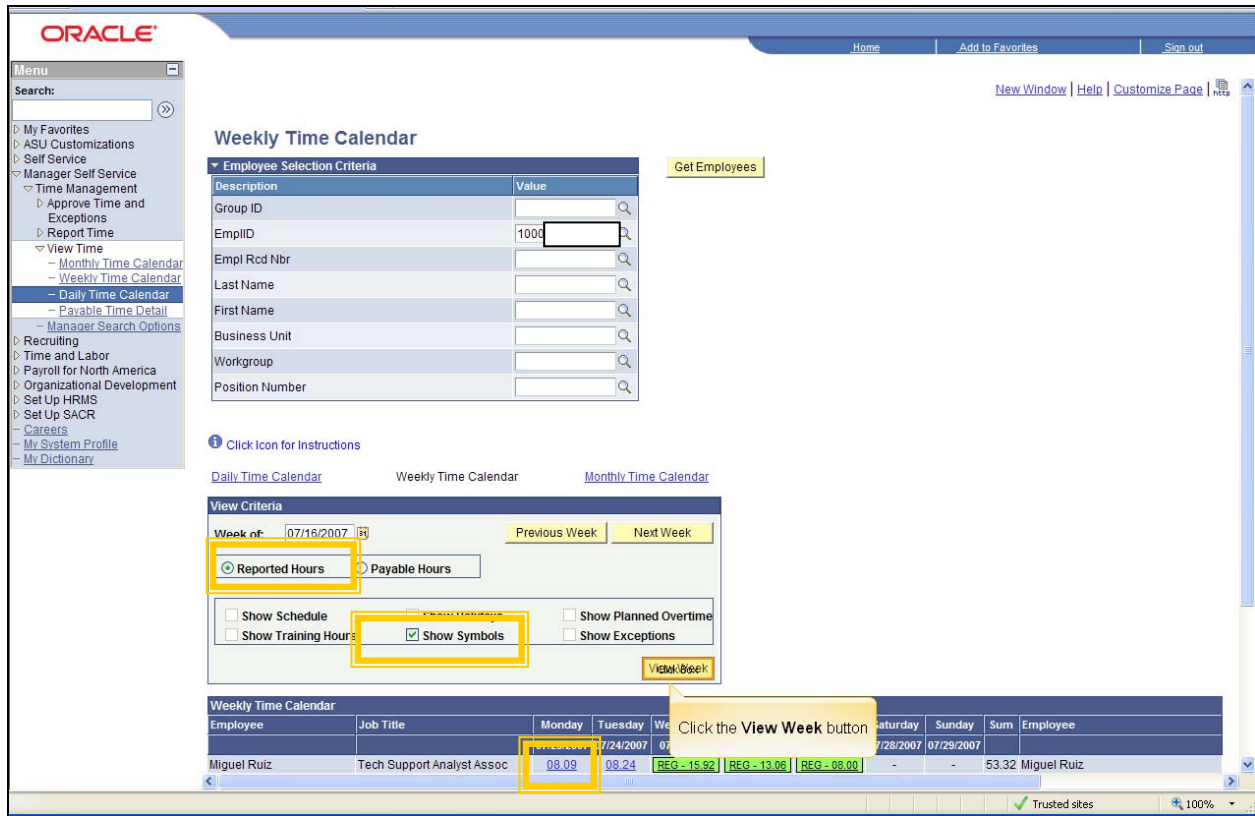 ORACLE
Home Add to Favorites Sign out
Menu
Search:
New Window | Help | Customize Page | http
My Favorites
ASU Customizations
Self Service
Manager Self Service
Time Management
Approve Time and
Exceptions
Report Time
View Time
Monthly Time Calendar
Weekly Time Calendar
Daily Time Calendar
Payable Time Detail
Manager Search Options
Recruiting
Time and Labor
Payroll for North America
Organizational Development
Set Up HRMS
Set Up SACR
Careers
My System Profile
My Dictionary
Weekly Time Calendar
Employee Selection Criteria
Get Employees
Description Value
Group ID
EmplID 1000
Empl Rcd Nbr
Last Name
First Name
Business Unit
Workgroup
Position Number
Click Icon for Instructions
Daily Time Calendar Weekly Time Calendar Monthly Time Calendar
View Criteria
Week of: 07/16/2007 31 Previous Week Next Week
Reported Hours Payable Hours
Show Schedule Show Holidays Show Planned Overtime
Show Training Hours Show Symbols Show Exceptions
View Week
Click the View Week button
Weekly Time Calendar
Employee Job Title Monday Tuesday We Saturday Sunday Sum Employee
7/24/2007 07 7/28/2007 07/29/2007
Miguel Ruiz Tech Support Analyst Assoc 08.09 08.24 REG - 15.92 REG - 13.06 REG - 08.00 - - 53.32 Miguel Ruiz
Trusted sites 100%